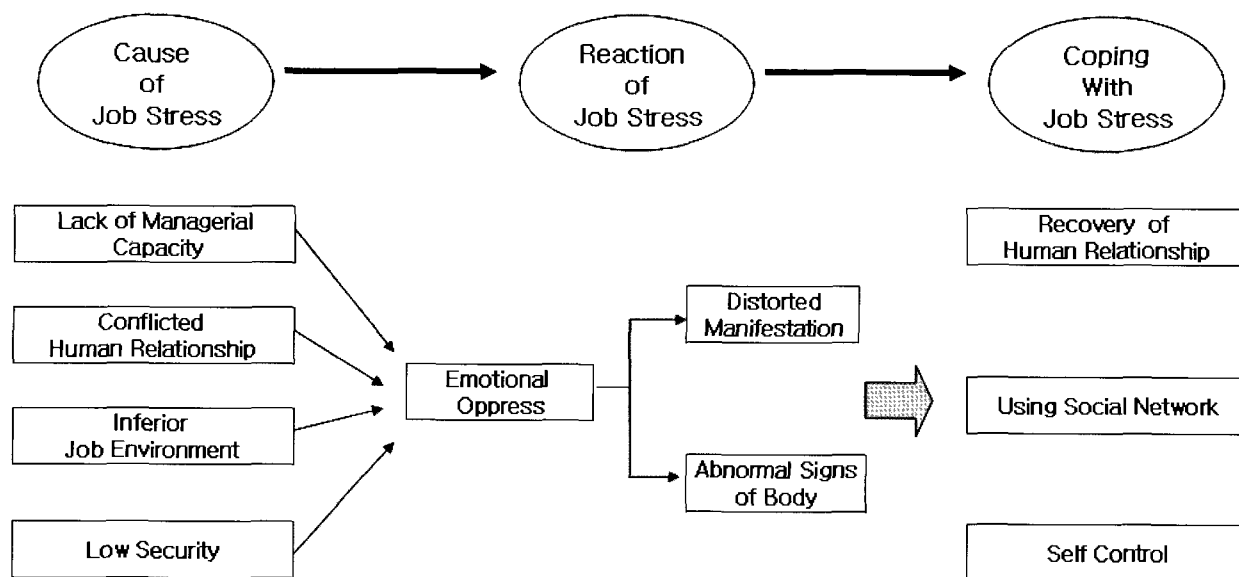 Cause
of
Job Stress
Reaction
of
Job Stress
Coping
With
Job Stress
Lack of Managerial
Capacity
Conflicted
Human Relationship
Inferior
Job Environment
Low Security
Emotional
Oppress
Distorted
Manifestation
Abnormal Signs
of Body
Recovery of
Human Relationship
Using Social Network
Self Control